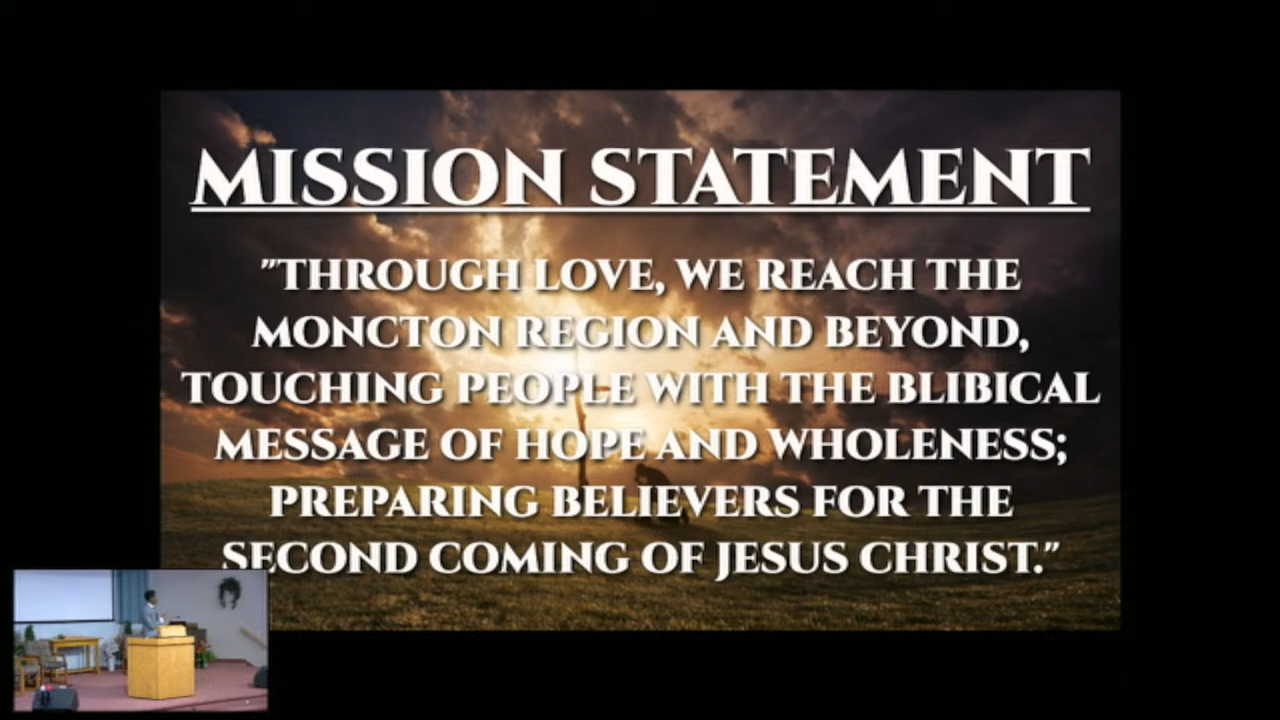 MISSION STATEMENT
"THROUGH LOVE, WE REACH THE
MONCTON REGION AND BEYOND,
TOUCHING PEOPLE WITH THE BLIBICAL
MESSAGE OF HOPE AND WHOLENESS;
PREPARING BELIEVERS FOR THE
SECOND COMING OF JESUS CHRIST."